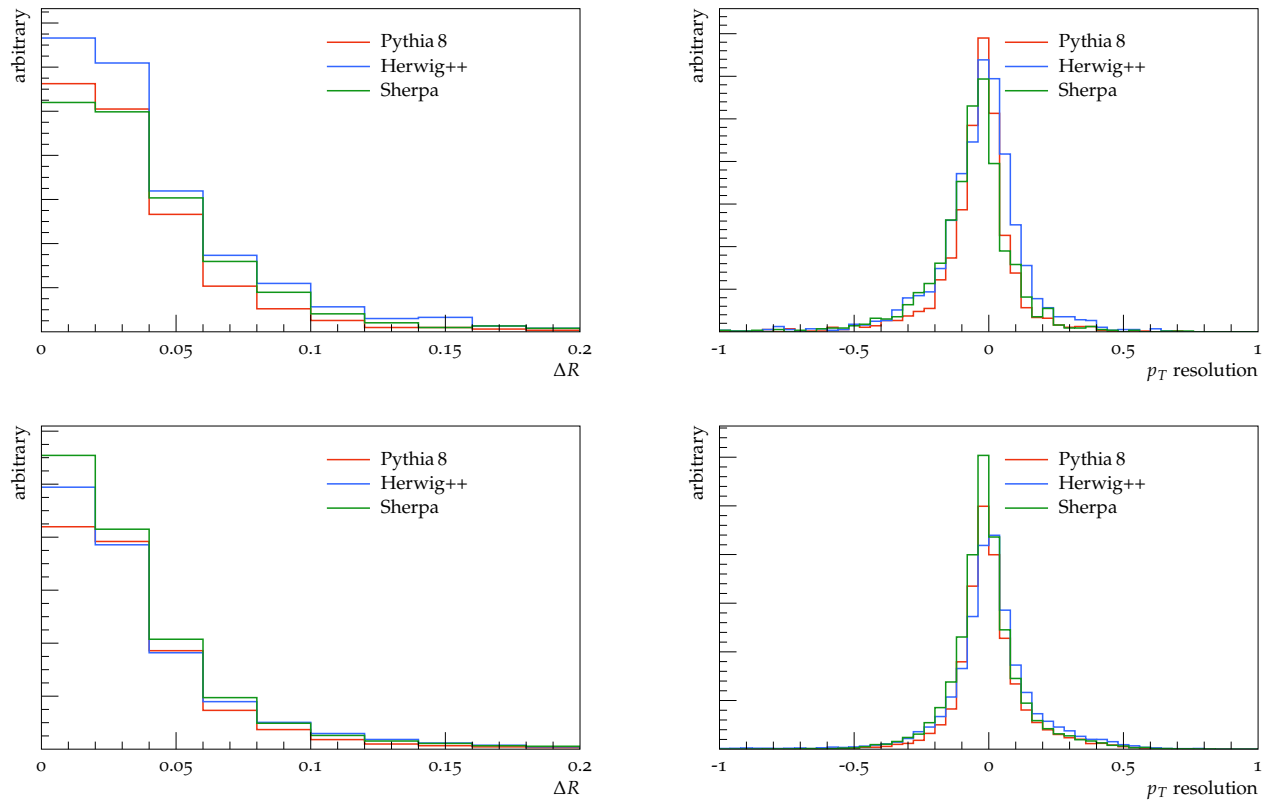 arbitrary
Pythia 8
Herwig++
Sherpa
0 0.05 0.1 0.15 0.2
ΔR
arbitrary
Pythia 8
Herwig++
Sherpa
-1 -0.5 0 0.5 1
p_T resolution
arbitrary
Pythia 8
Herwig++
Sherpa
0 0.05 0.1 0.15 0.2
ΔR
arbitrary
Pythia 8
Herwig++
Sherpa
-1 -0.5 0 0.5 1
p_T resolution